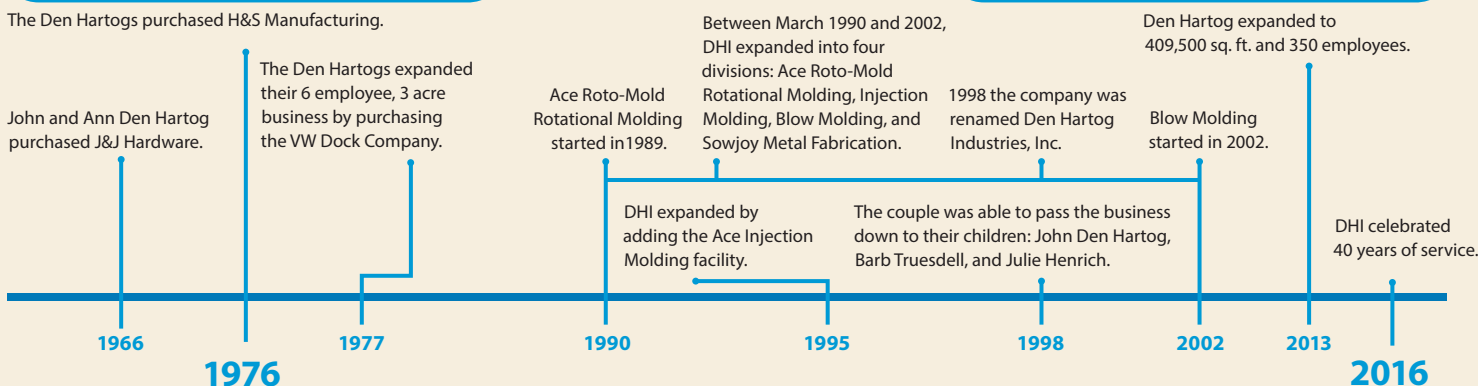 The Den Hartogs purchased H&S Manufacturing.
John and Ann Den Hartog
purchased J&J Hardware.
The Den Hartogs expanded
their 6 employee, 3 acre
business by purchasing
the VW Dock Company.
Ace Roto-Mold
Rotational Molding
started in1989.
Between March 1990 and 2002,
DHI expanded into four
divisions: Ace Roto-Mold
Rotational Molding, Injection
Molding, Blow Molding, and
Sowjoy Metal Fabrication.
1998 the company was
renamed Den Hartog
Industries, Inc.
Blow Molding
started in 2002.
Den Hartog expanded to
409,500 sq. ft. and 350 employees.
DHI expanded by
adding the Ace Injection
Molding facility.
The couple was able to pass the business
down to their children: John Den Hartog,
Barb Truesdell, and Julie Henrich.
DHI celebrated
40 years of service.
1966
1976
1977
1990
1995
1998
2002
2013
2016